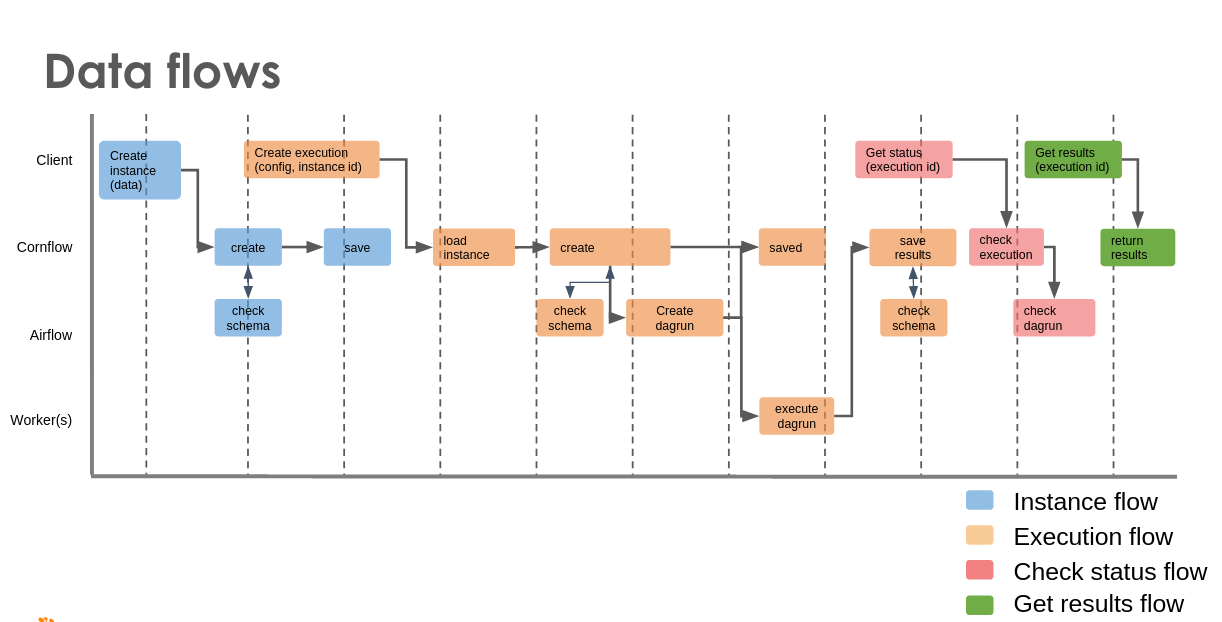 Data flows
Client
Create
instance
(data)
Create execution
(config, instance id)
Get status
(execution id)
Get results
(execution id)
Cornflow
create
save
load
instance
create
saved
save
results
check
execution
return
results
Airflow
check
schema
check
schema
Create
dagrun
check
schema
check
dagrun
Worker(s)
execute
dagrun
Instance flow
Execution flow
Check status flow
Get results flow